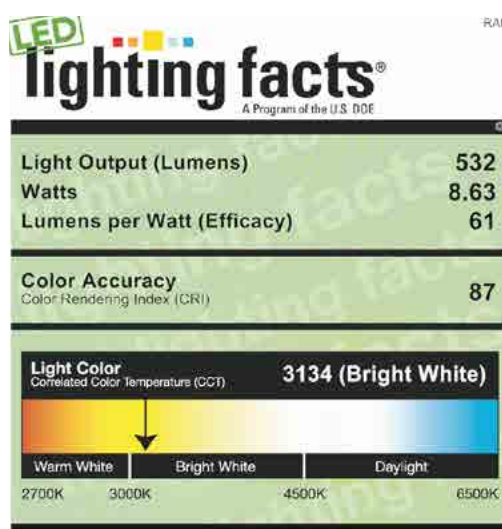 LED
lighting facts®
A Program of the U.S. DOE
Light Output (Lumens) 532
Watts 8.63
Lumens per Watt (Efficacy) 61
Color Accuracy 87
Color Rendering Index (CRI)
Light Color 3134 (Bright White)
Correlated Color Temperature (CCT)
Warm White Bright White Daylight
2700K 3000K 4500K 6500K